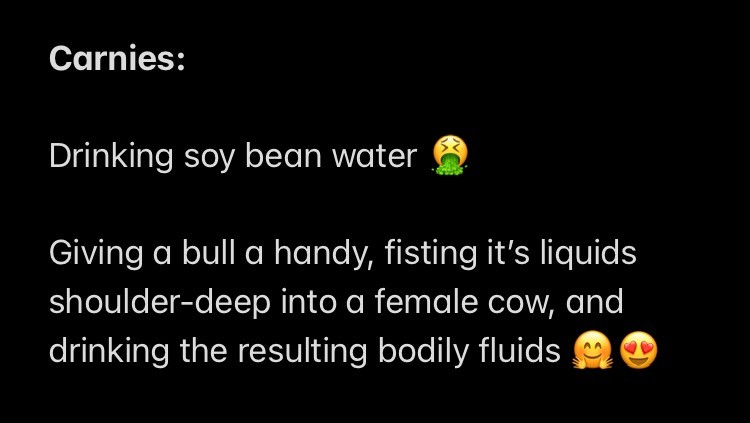 Carnies:
Drinking soy bean water 🤮
Giving a bull a handy, fisting it’s liquids
shoulder-deep into a female cow, and
drinking the resulting bodily fluids 🤗😍